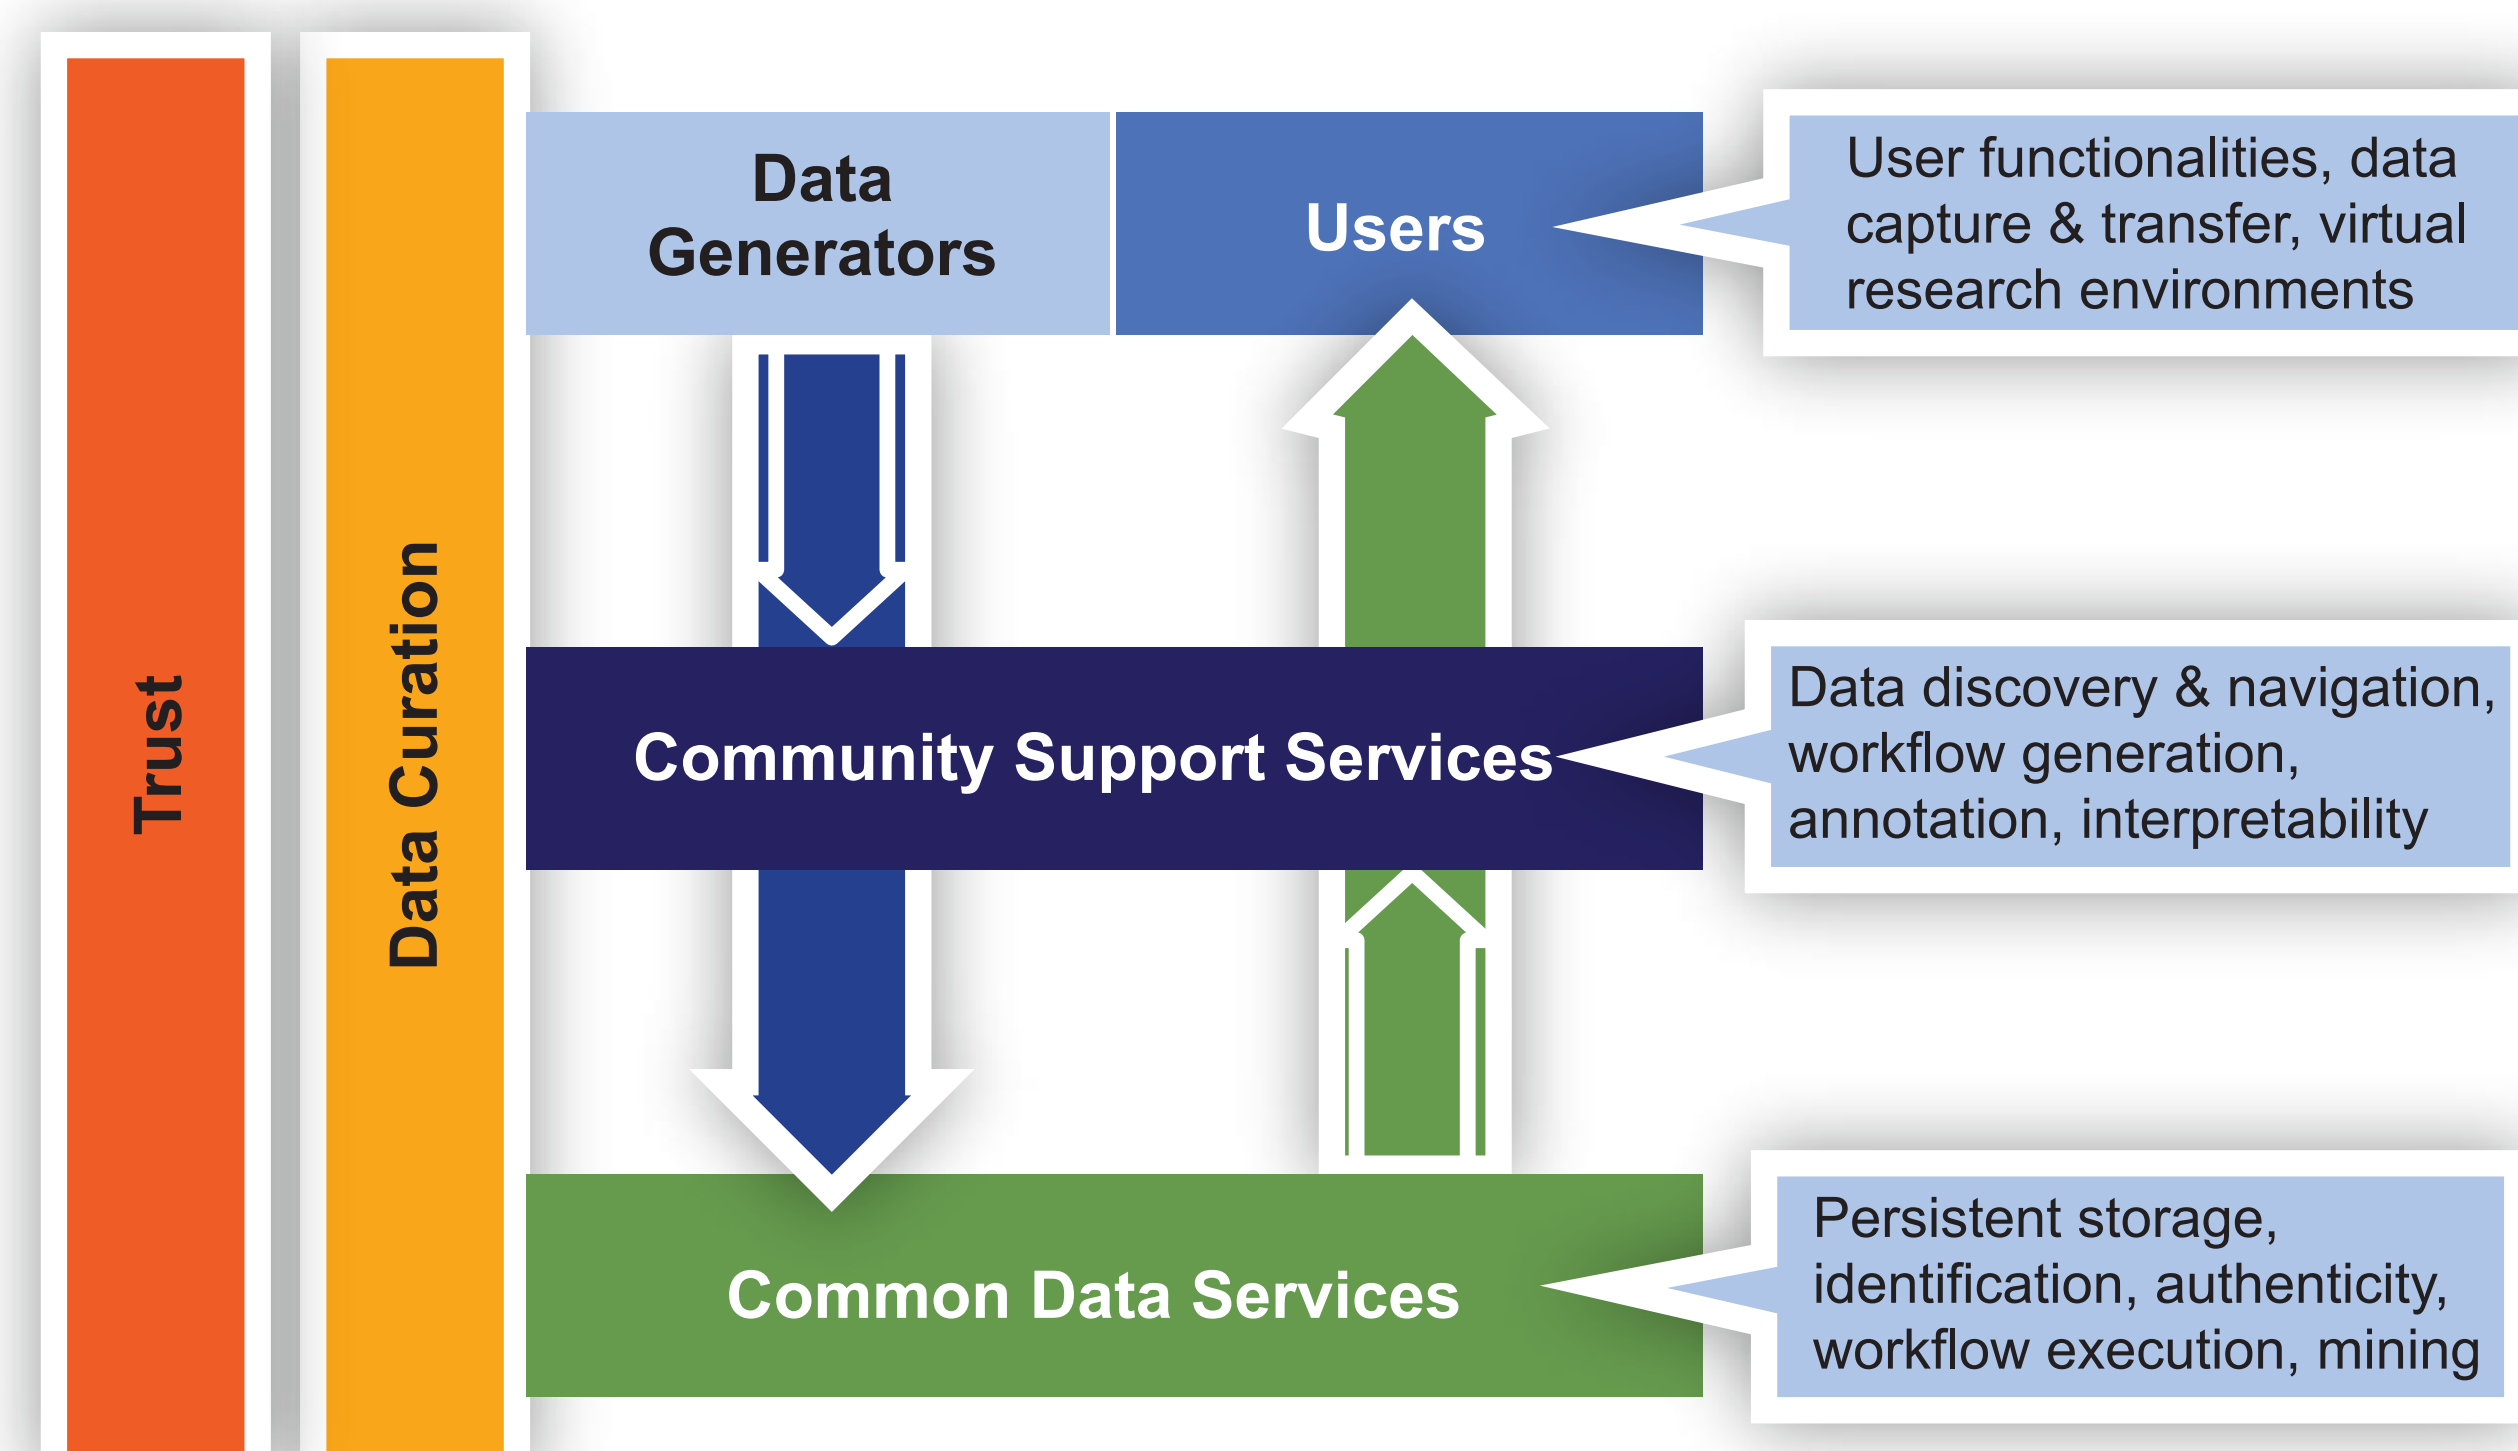 Trust
Data Curation
Data
Generators
Users
User functionalities, data
capture & transfer, virtual
research environments
Community Support Services
Data discovery & navigation,
workflow generation,
annotation, interpretability
Common Data Services
Persistent storage,
identification, authenticity,
workflow execution, mining